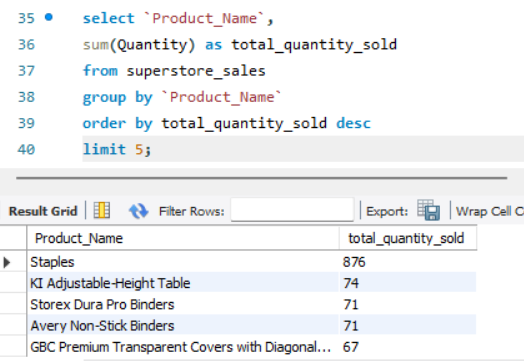 35 select `Product_Name`,
36 sum(Quantity) as total_quantity_sold
37 from superstore_sales
38 group by `Product_Name`
39 order by total_quantity_sold desc
40 limit 5;
Result Grid Filter Rows: Export: Wrap Cell C
Product_Name total_quantity_sold
Staples 876
KI Adjustable-Height Table 74
Storex Dura Pro Binders 71
Avery Non-Stick Binders 71
GBC Premium Transparent Covers with Diagonal... 67